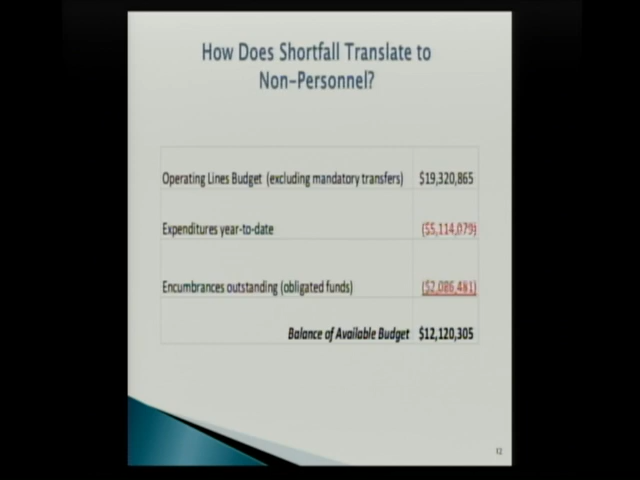 How Does Shortfall Translate to
Non-Personnel?
Operating Lines Budget (excluding mandatory transfers) $19,320,865
Expenditures year-to-date ($5,114,079)
Encumbrances outstanding (obligated funds) ($2,086,481)
Balance of Available Budget $12,120,305
12